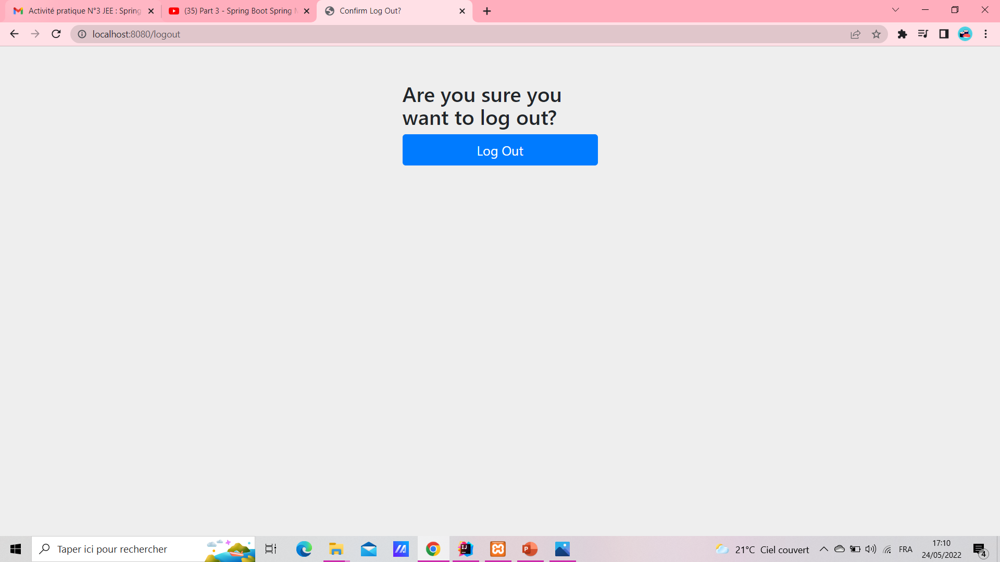 Activité pratique N°3 JEE : Spring
(35) Part 3 - Spring Boot Spring
Confirm Log Out?
localhost:8080/logout
Are you sure you
want to log out?
Log Out
Taper ici pour rechercher
21°C Ciel couvert
FRA
17:10
24/05/2022
4